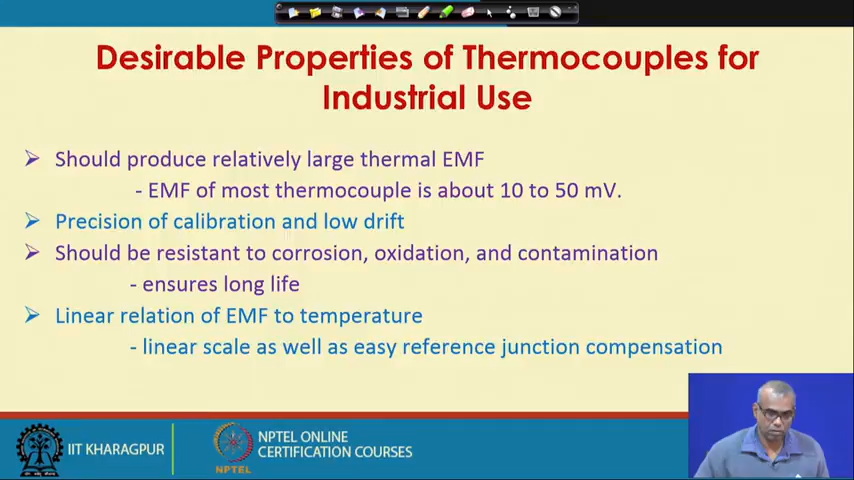 Desirable Properties of Thermocouples for
Industrial Use
Should produce relatively large thermal EMF
- EMF of most thermocouple is about 10 to 50 mV.
Precision of calibration and low drift
Should be resistant to corrosion, oxidation, and contamination
- ensures long life
Linear relation of EMF to temperature
- linear scale as well as easy reference junction compensation
IIT KHARAGPUR
NPTEL
NPTEL ONLINE
CERTIFICATION COURSES